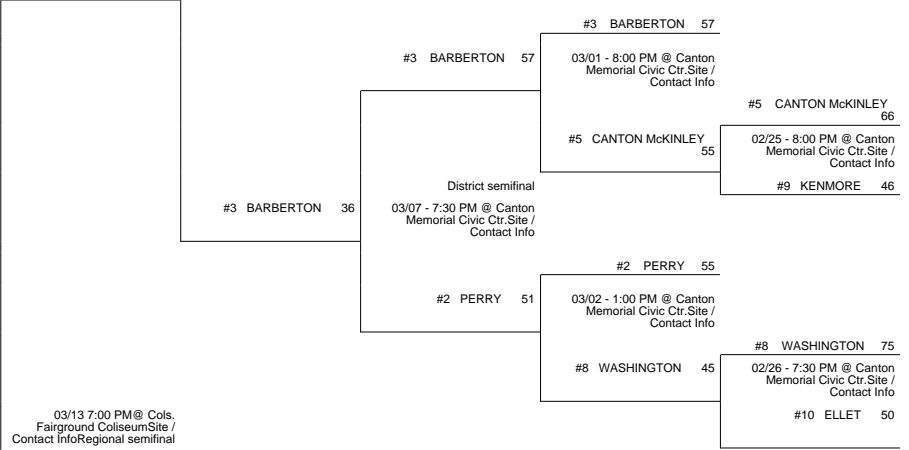 #3 BARBERTON 57
#3 BARBERTON 57
03/01 - 8:00 PM @ Canton
Memorial Civic Ctr.Site /
Contact Info
#5 CANTON McKINLEY
66
#5 CANTON McKINLEY
55
02/25 - 8:00 PM @ Canton
Memorial Civic Ctr.Site /
Contact Info
#9 KENMORE 46
District semifinal
#3 BARBERTON 36
03/07 - 7:30 PM @ Canton
Memorial Civic Ctr.Site /
Contact Info
#2 PERRY 55
#2 PERRY 51
03/02 - 1:00 PM @ Canton
Memorial Civic Ctr.Site /
Contact Info
#8 WASHINGTON 75
#8 WASHINGTON 45
02/26 - 7:30 PM @ Canton
Memorial Civic Ctr.Site /
Contact Info
#10 ELLET 50
03/13 7:00 PM@ Cols.
Fairground ColiseumSite /
Contact InfoRegional semifinal